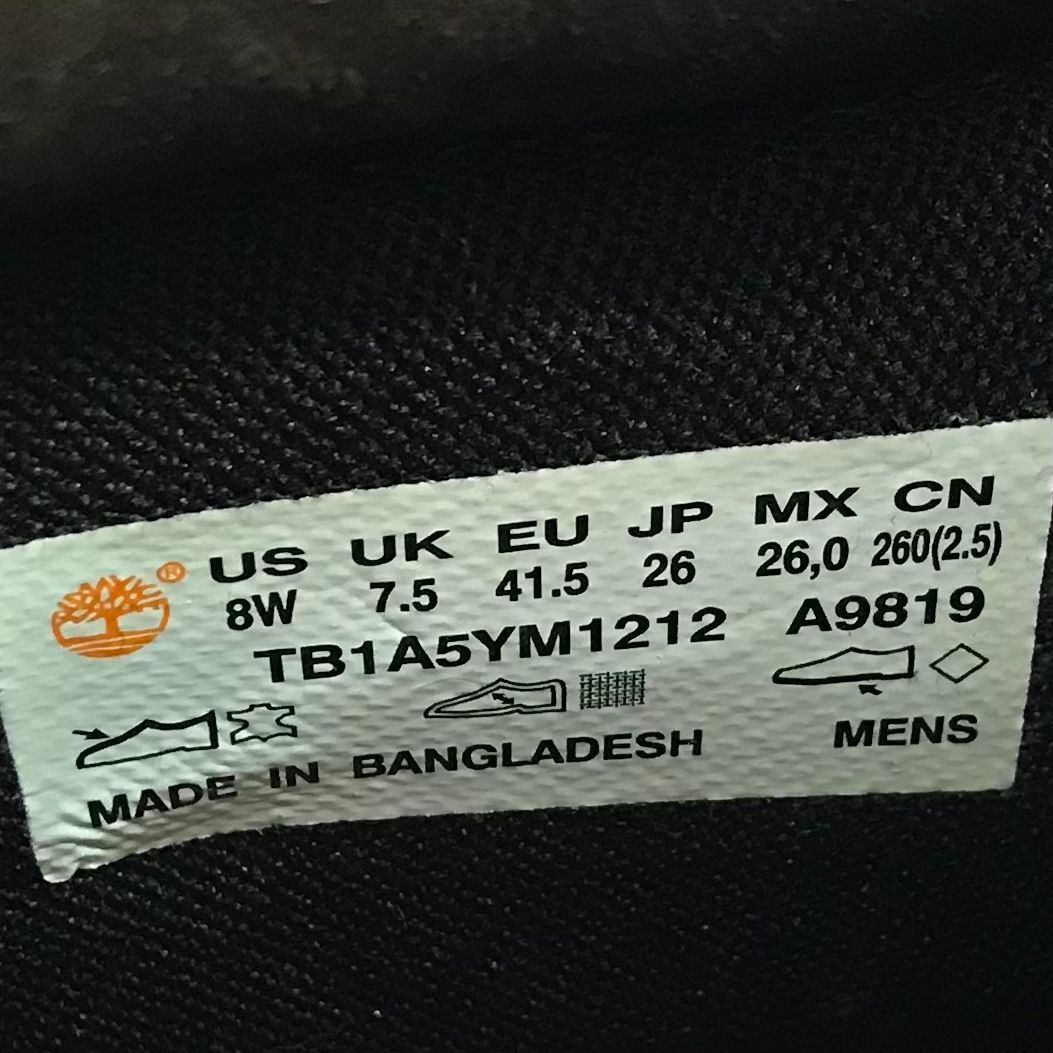 ® US UK EU JP MX CN
8W 7.5 41.5 26 26,0 260(2.5)
TB1A5YM1212 A9819
MADE IN BANGLADESH MENS